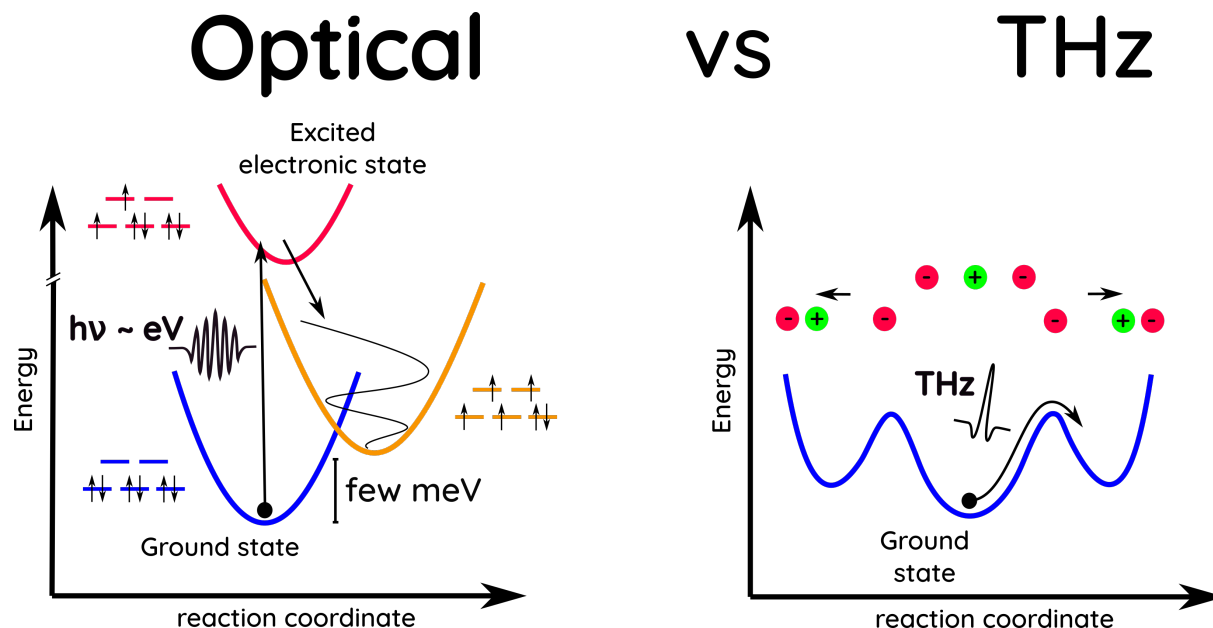 Optical vs THz
Excited
electronic state
hν ~ eV
Energy
few meV
Ground state
reaction coordinate
- + -
- + - - + -
THz
Energy
Ground
state
reaction coordinate